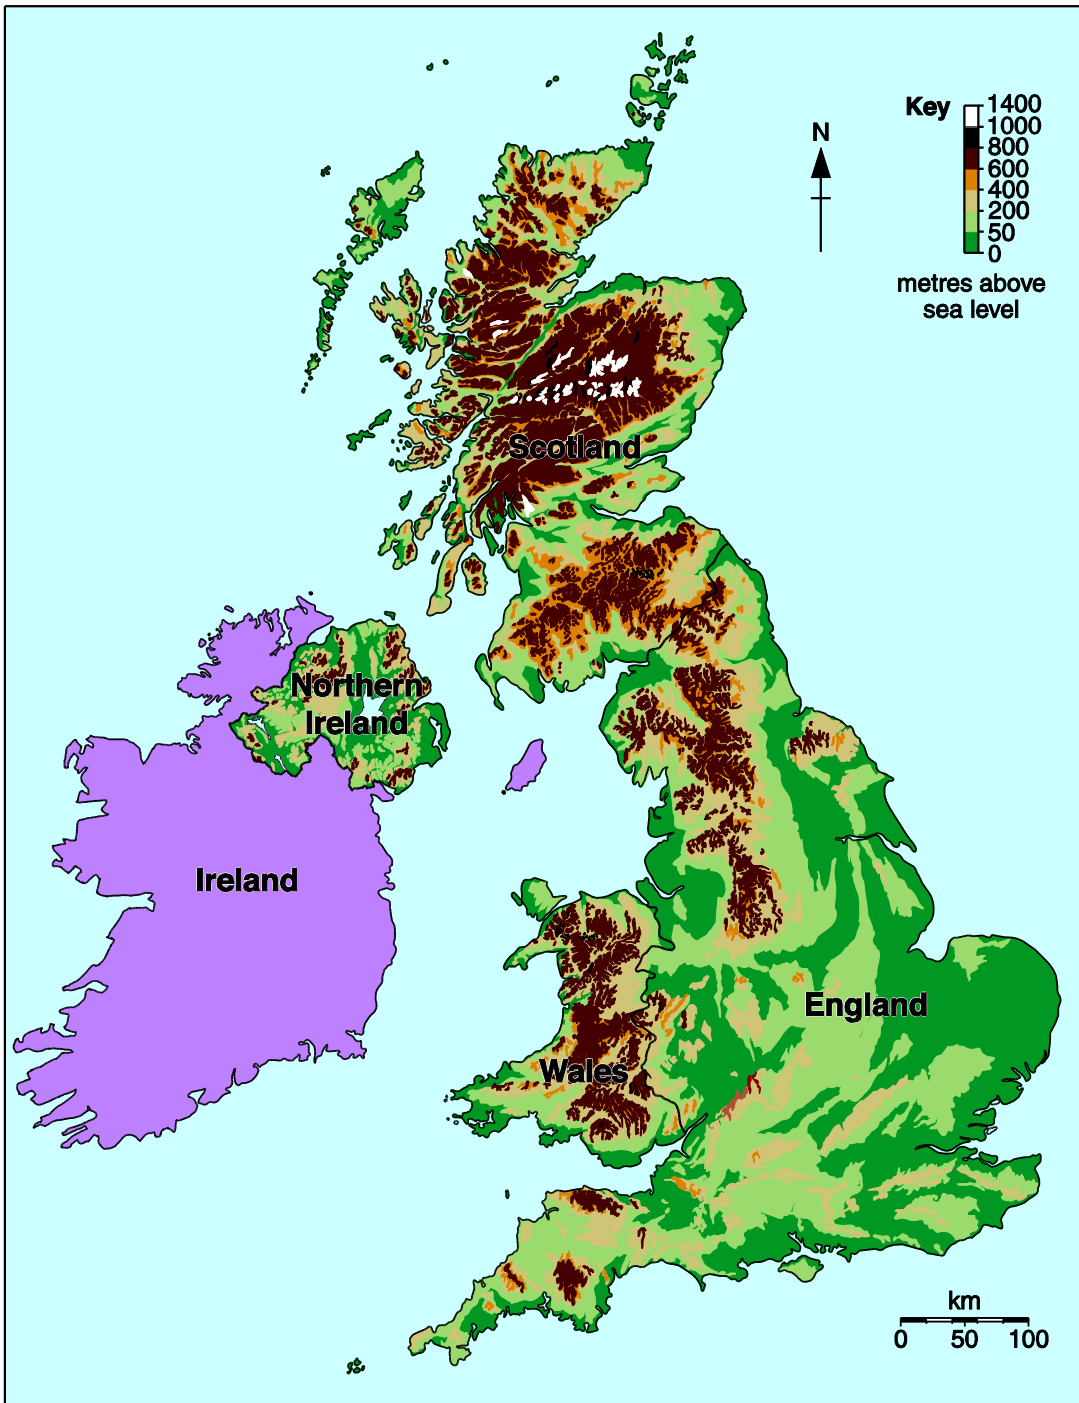 N
Key
1400
1000
800
600
400
200
50
0
metres above
sea level
Scotland
Northern
Ireland
Ireland
England
Wales
km
0 50 100